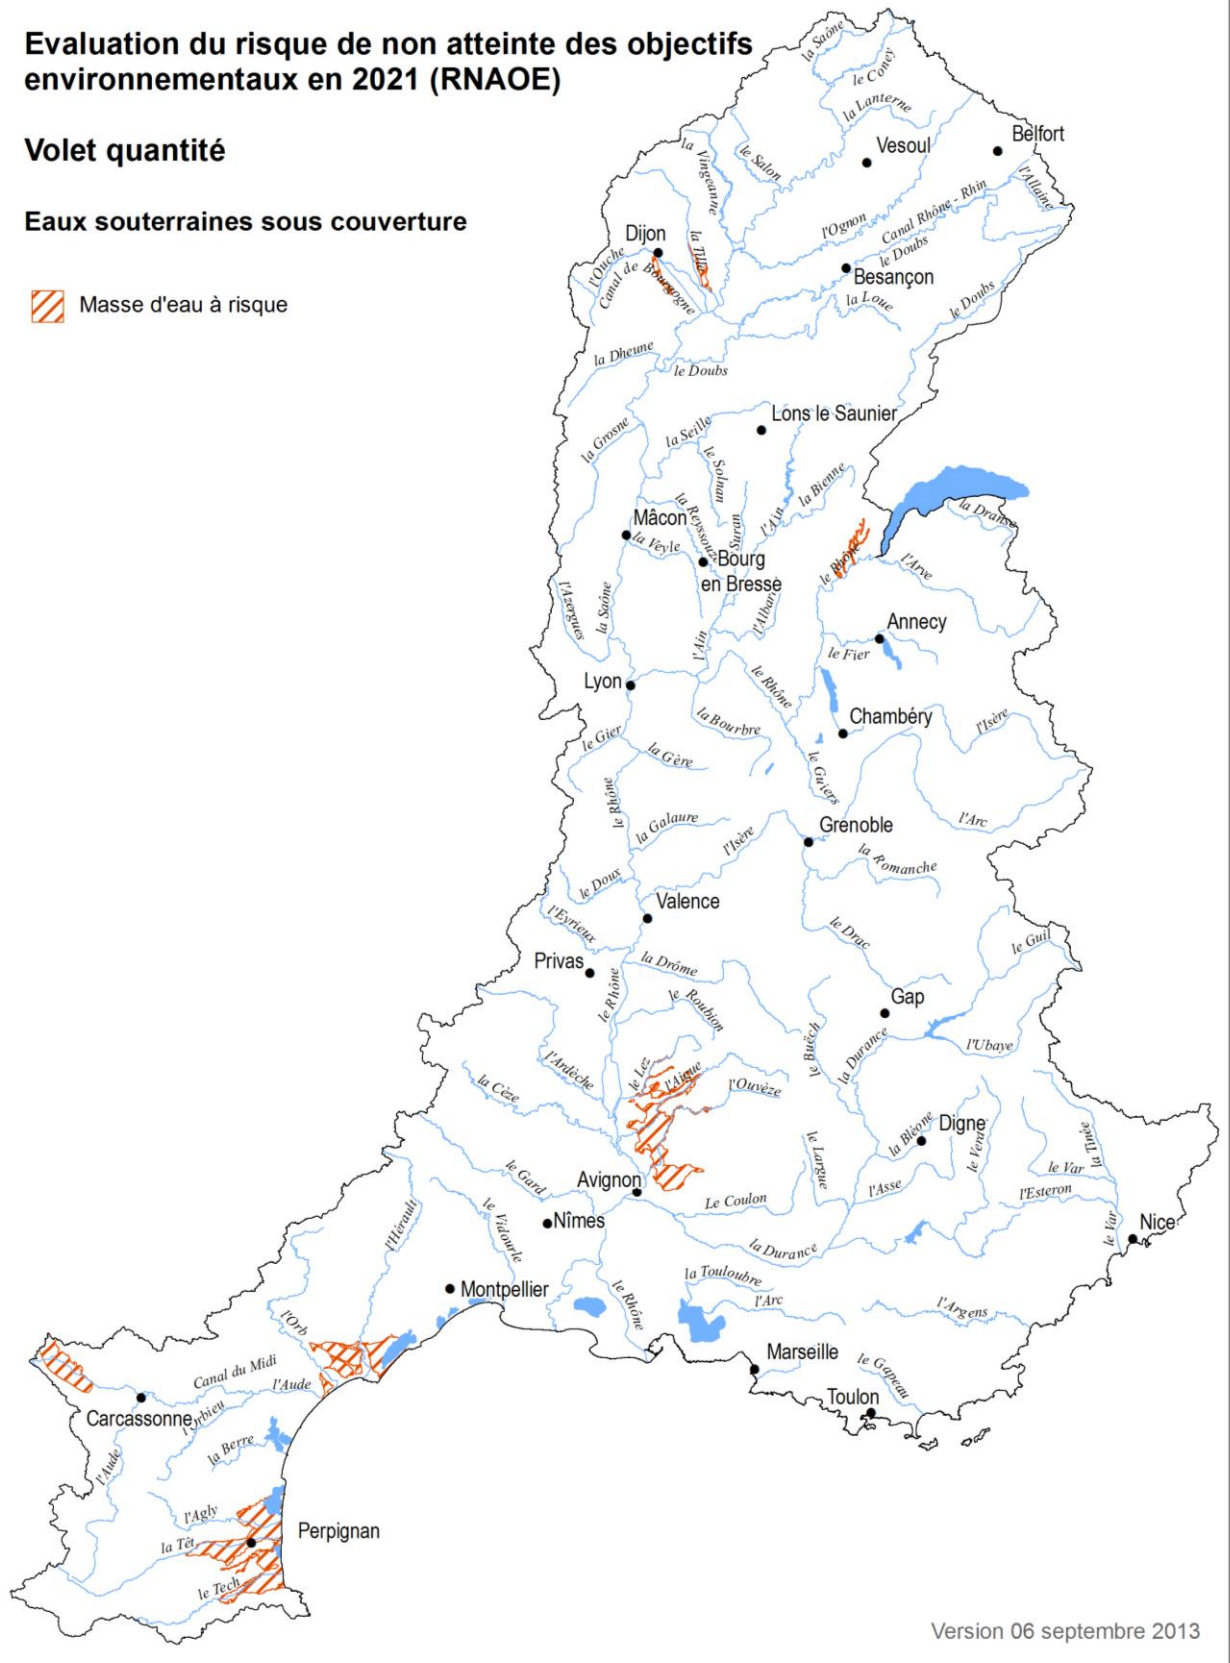 Evaluation du risque de non atteinte des objectifs
environnementaux en 2021 (RNAOE)
Volet quantité
Eaux souterraines sous couverture
Masse d'eau à risque
la Saône
le Coney
la Lanterne
Belfort
Vesoul
la Vingeanne
le Salon
l'Allaine
Canal Rhône - Rhin
l'Ognon
Dijon
la Tille
l'Ouche
le Doubs
Canal de Bourgogne
Besançon
la Loue
le Doubs
la Dheune
le Doubs
Lons le Saunier
la Grosne
la Seille
le Solnan
la Bienne
la Reyssouze
Suran
l'Ain
la Dranse
Mâcon
la Veyle
Bourg
en Bresse
le Rhône
l'Arve
l'Azergues
la Saône
l'Albarine
Annecy
l'Ain
le Fier
Lyon
le Rhône
Chambéry
l'Isère
la Bourbre
le Gier
la Gère
le Guiers
le Rhône
la Galaure
l'Isère
Grenoble
l'Arc
la Romanche
le Doux
Valence
l'Eyrieux
le Drac
le Guil
Privas
la Drôme
le Rhône
le Roubion
Gap
le Buëch
la Durance
l'Ubaye
l'Ardèche
le Lez
l'Aigue
l'Ouvèze
la Cèze
la Bléone
Digne
le Verdon
la Tinée
le Largue
le Var
le Gard
Avignon
Le Coulon
l'Asse
l'Esteron
l'Hérault
le Vidourle
Nîmes
le Var
Nice
la Durance
Montpellier
la Touloubre
l'Arc
le Rhône
l'Argens
l'Orb
Marseille
le Gapeau
Canal du Midi
l'Aude
Toulon
Carcassonne
l'Orbieu
la Berre
l'Aude
l'Agly
la Têt
Perpignan
le Tech
Version 06 septembre 2013